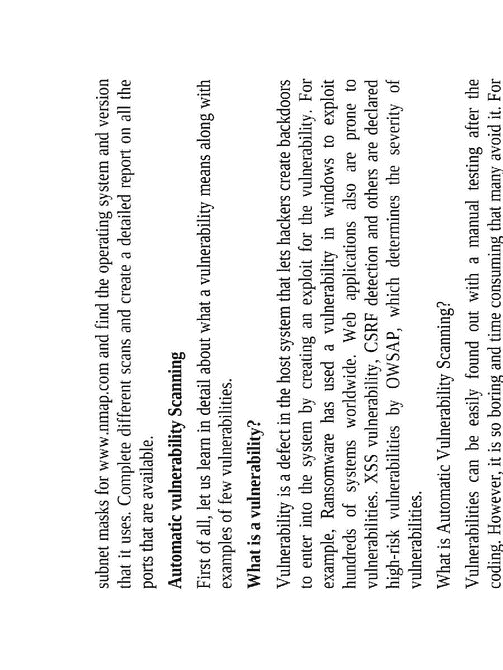 subnet masks for www.nmap.com and find the operating system and version
that it uses. Complete different scans and create a detailed report on all the
ports that are available.
Automatic vulnerability Scanning
First of all, let us learn in detail about what a vulnerability means along with
examples of few vulnerabilities.
What is a vulnerability?
Vulnerability is a defect in the host system that lets hackers create backdoors
to enter into the system by creating an exploit for the vulnerability. For
example, Ransomware has used a vulnerability in windows to exploit
hundreds of systems worldwide. Web applications also are prone to
vulnerabilities. XSS vulnerability, CSRF detection and others are declared
high-risk vulnerabilities by OWSAP, which determines the severity of
vulnerabilities.
What is Automatic Vulnerability Scanning?
Vulnerabilities can be easily found out with a manual testing after the
coding. However, it is so boring and time consuming that many avoid it. For